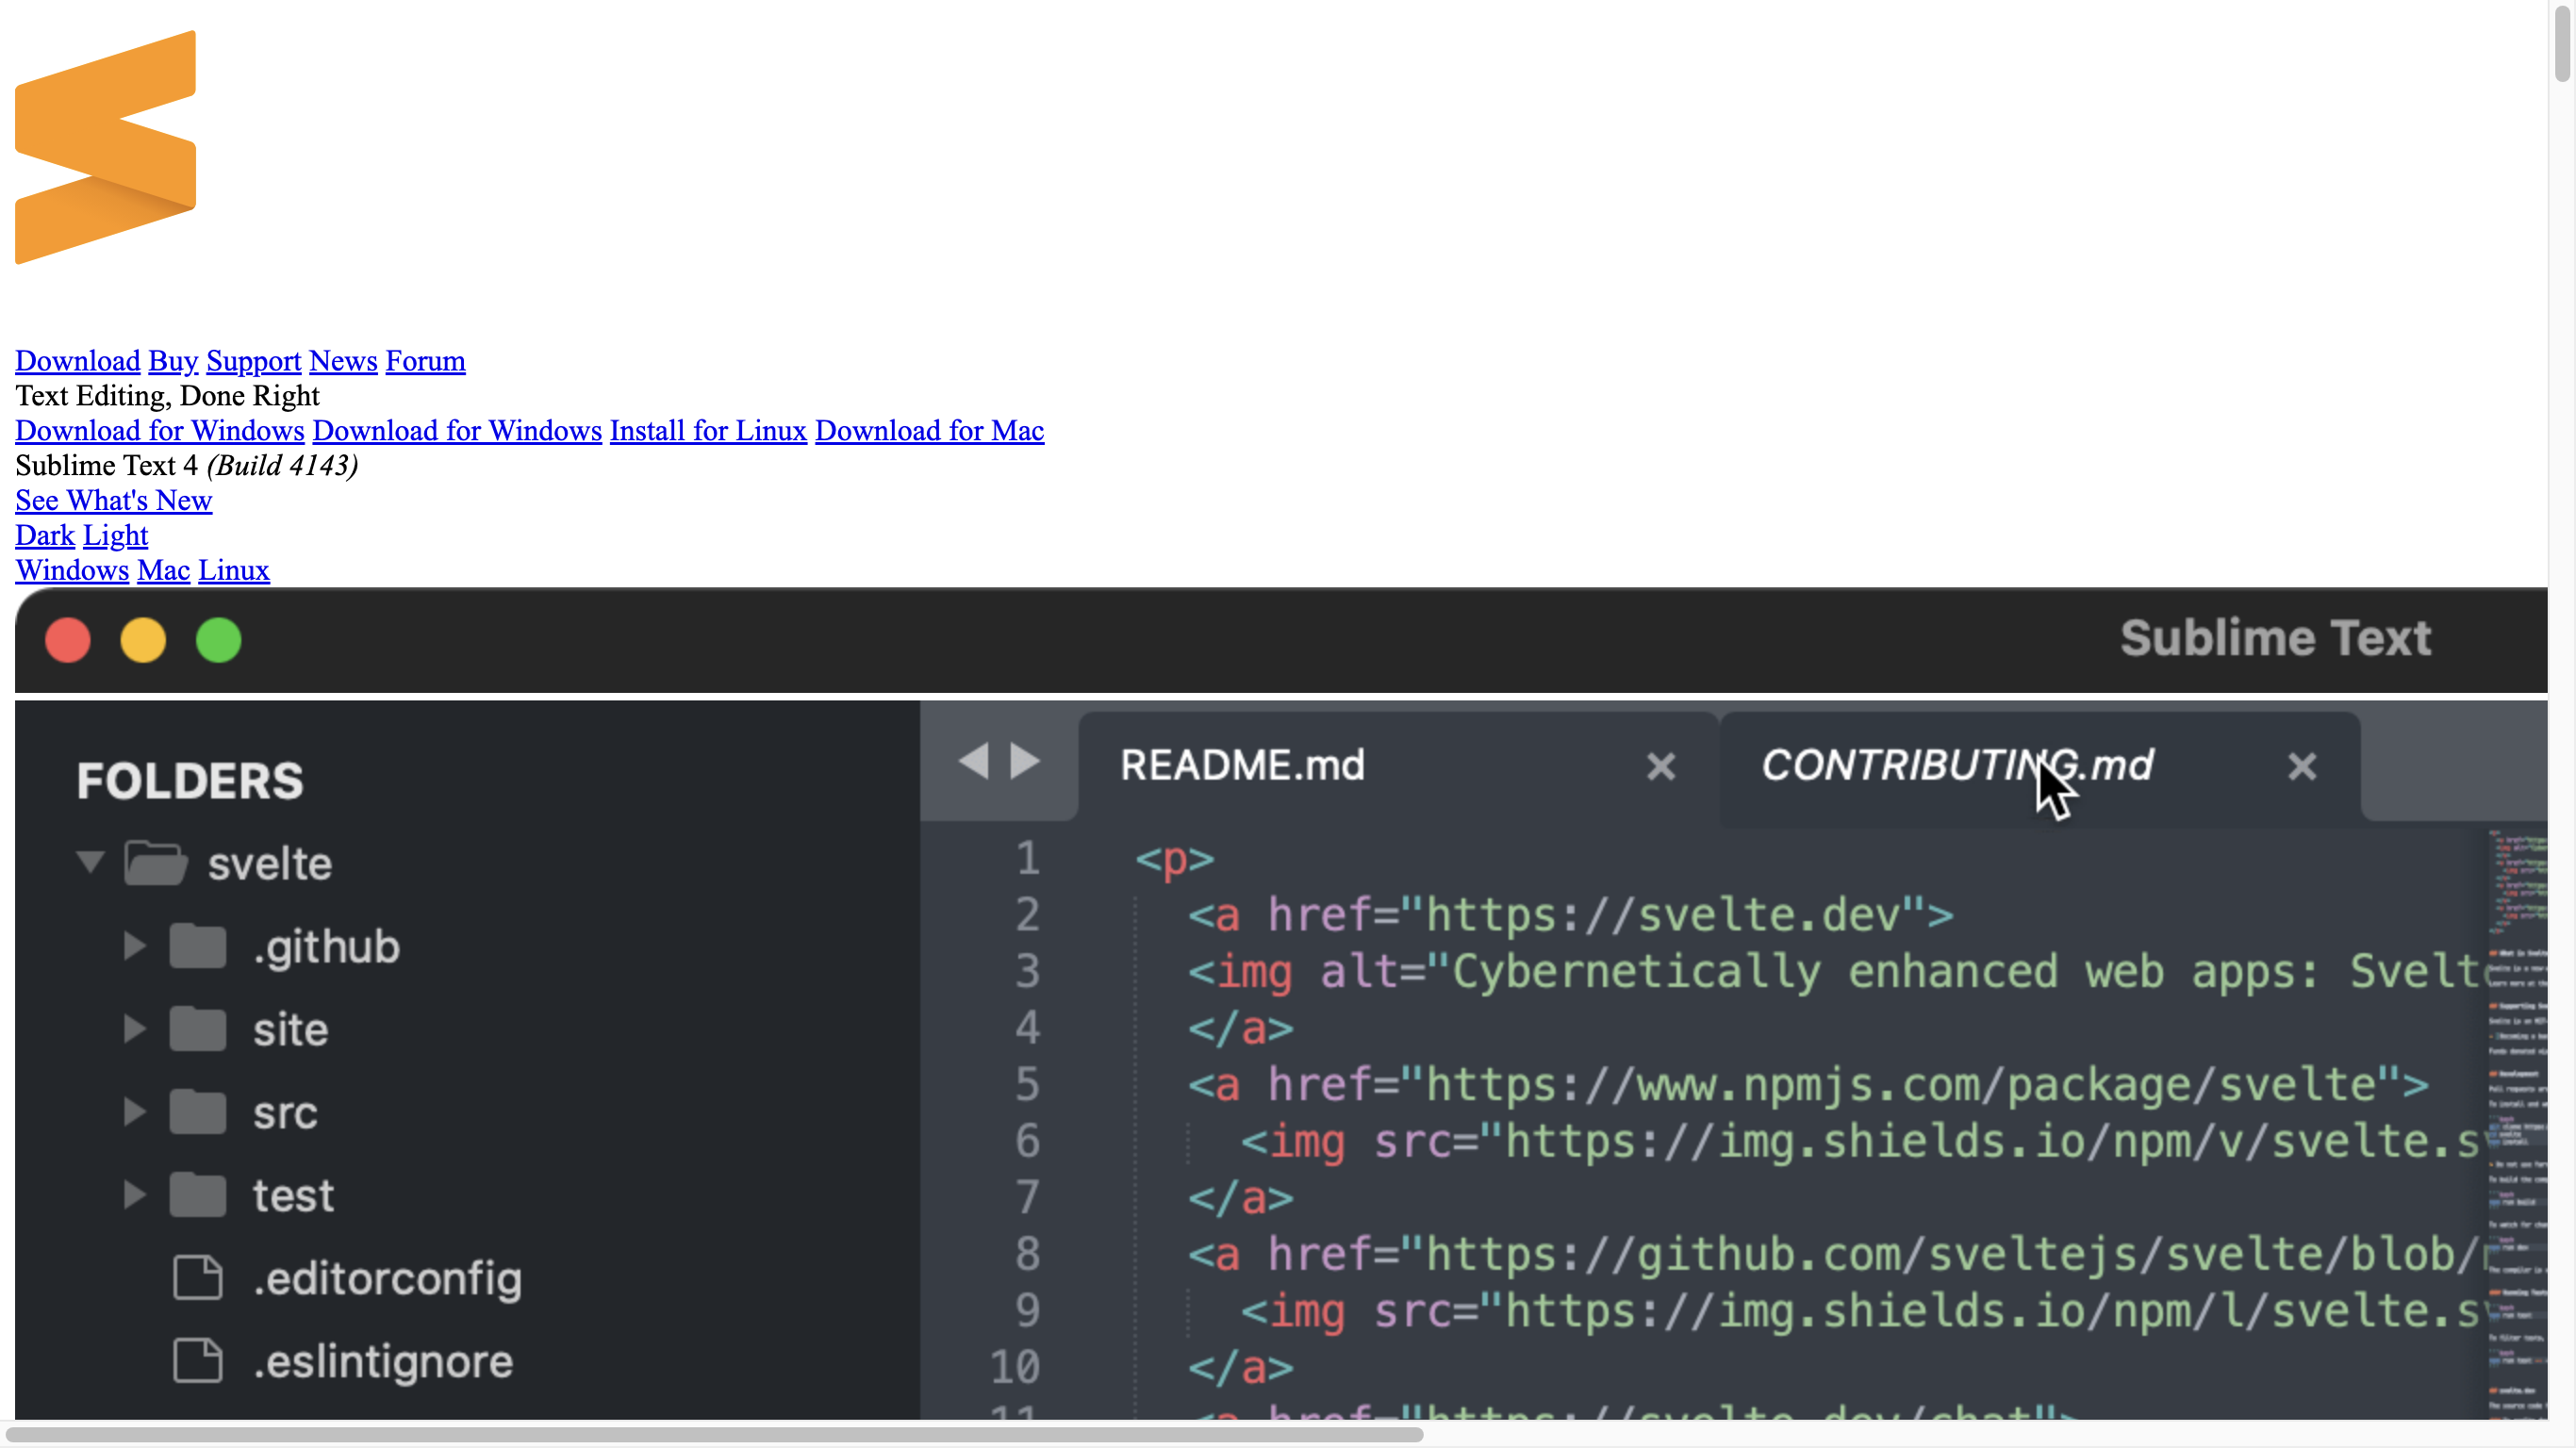 Download Buy Support News Forum
Text Editing, Done Right
Download for Windows Download for Windows Install for Linux Download for Mac
Sublime Text 4 (Build 4143)
See What's New
Dark Light
Windows Mac Linux
Sublime Text
FOLDERS
svelte
.github
site
src
test
.editorconfig
.eslintignore
README.md CONTRIBUTING.md
1 <p>
2 <a href="https://svelte.dev">
3 <img alt="Cybernetically enhanced web apps: Svelt
4 </a>
5 <a href="https://www.npmjs.com/package/svelte">
6 <img src="https://img.shields.io/npm/v/svelte.s
7 </a>
8 <a href="https://github.com/sveltejs/svelte/blob/
9 <img src="https://img.shields.io/npm/l/svelte.s
10 </a>
11 <a href="https://svelte.dev/chat">